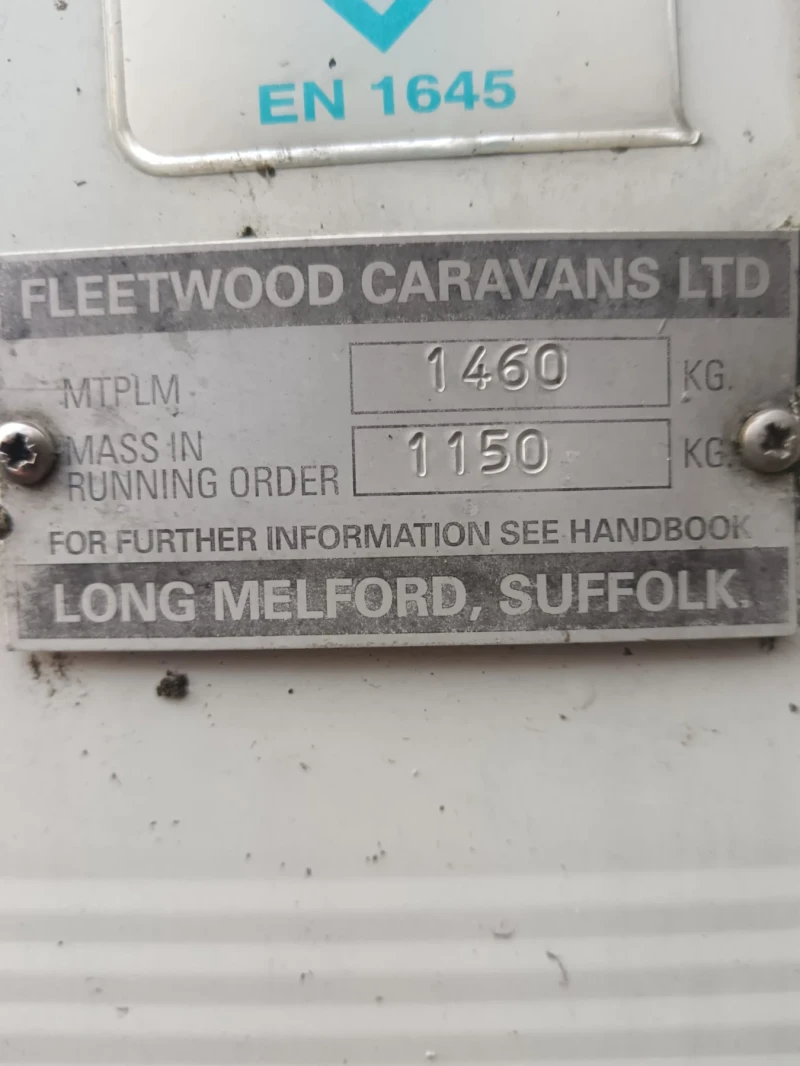 EN 1645
FLEETWOOD CARAVANS LTD
MTPLM 1460 KG.
MASS IN
RUNNING ORDER 1150 KG.
FOR FURTHER INFORMATION SEE HANDBOOK
LONG MELFORD, SUFFOLK.